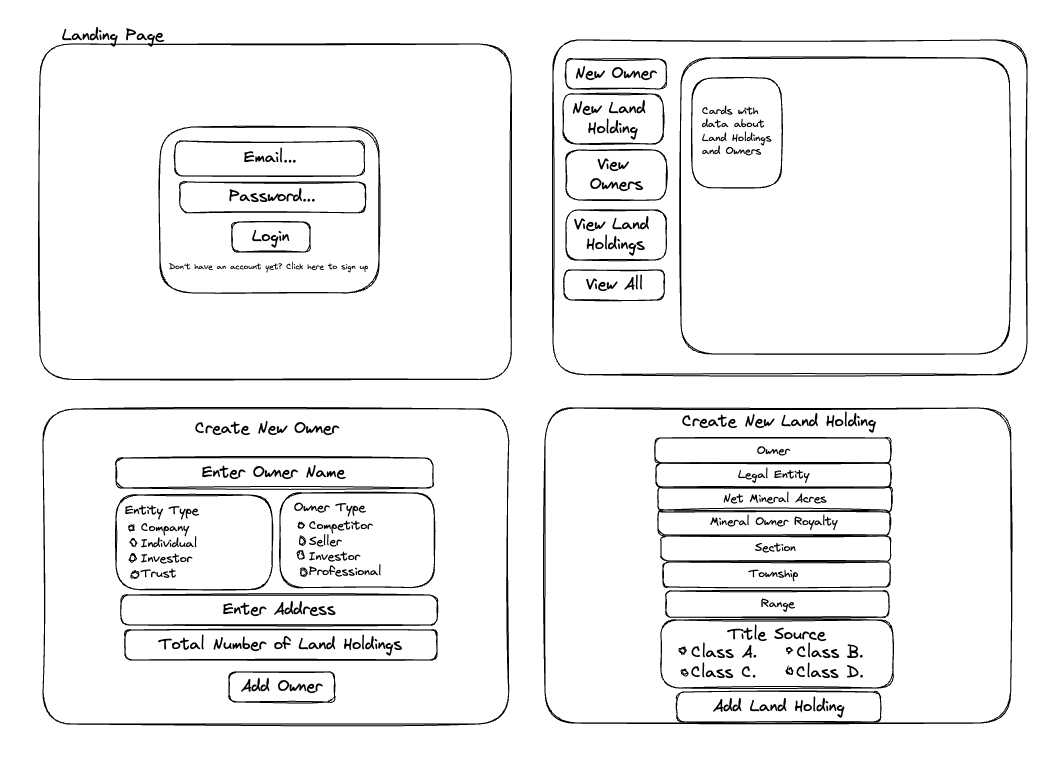 Landing Page
Email...
Password...
Login
Don't have an account yet? Click here to sign up
New Owner
New Land
Holding
View
Owners
View Land
Holdings
View All
Cards with
data about
Land Holdings
and Owners
Create New Owner
Enter Owner Name
Entity Type
Company
Individual
Investor
Trust
Owner Type
Competitor
Seller
Investor
Professional
Enter Address
Total Number of Land Holdings
Add Owner
Create New Land Holding
Owner
Legal Entity
Net Mineral Acres
Mineral Owner Royalty
Section
Township
Range
Title Source
Class A. Class B.
Class C. Class D.
Add Land Holding